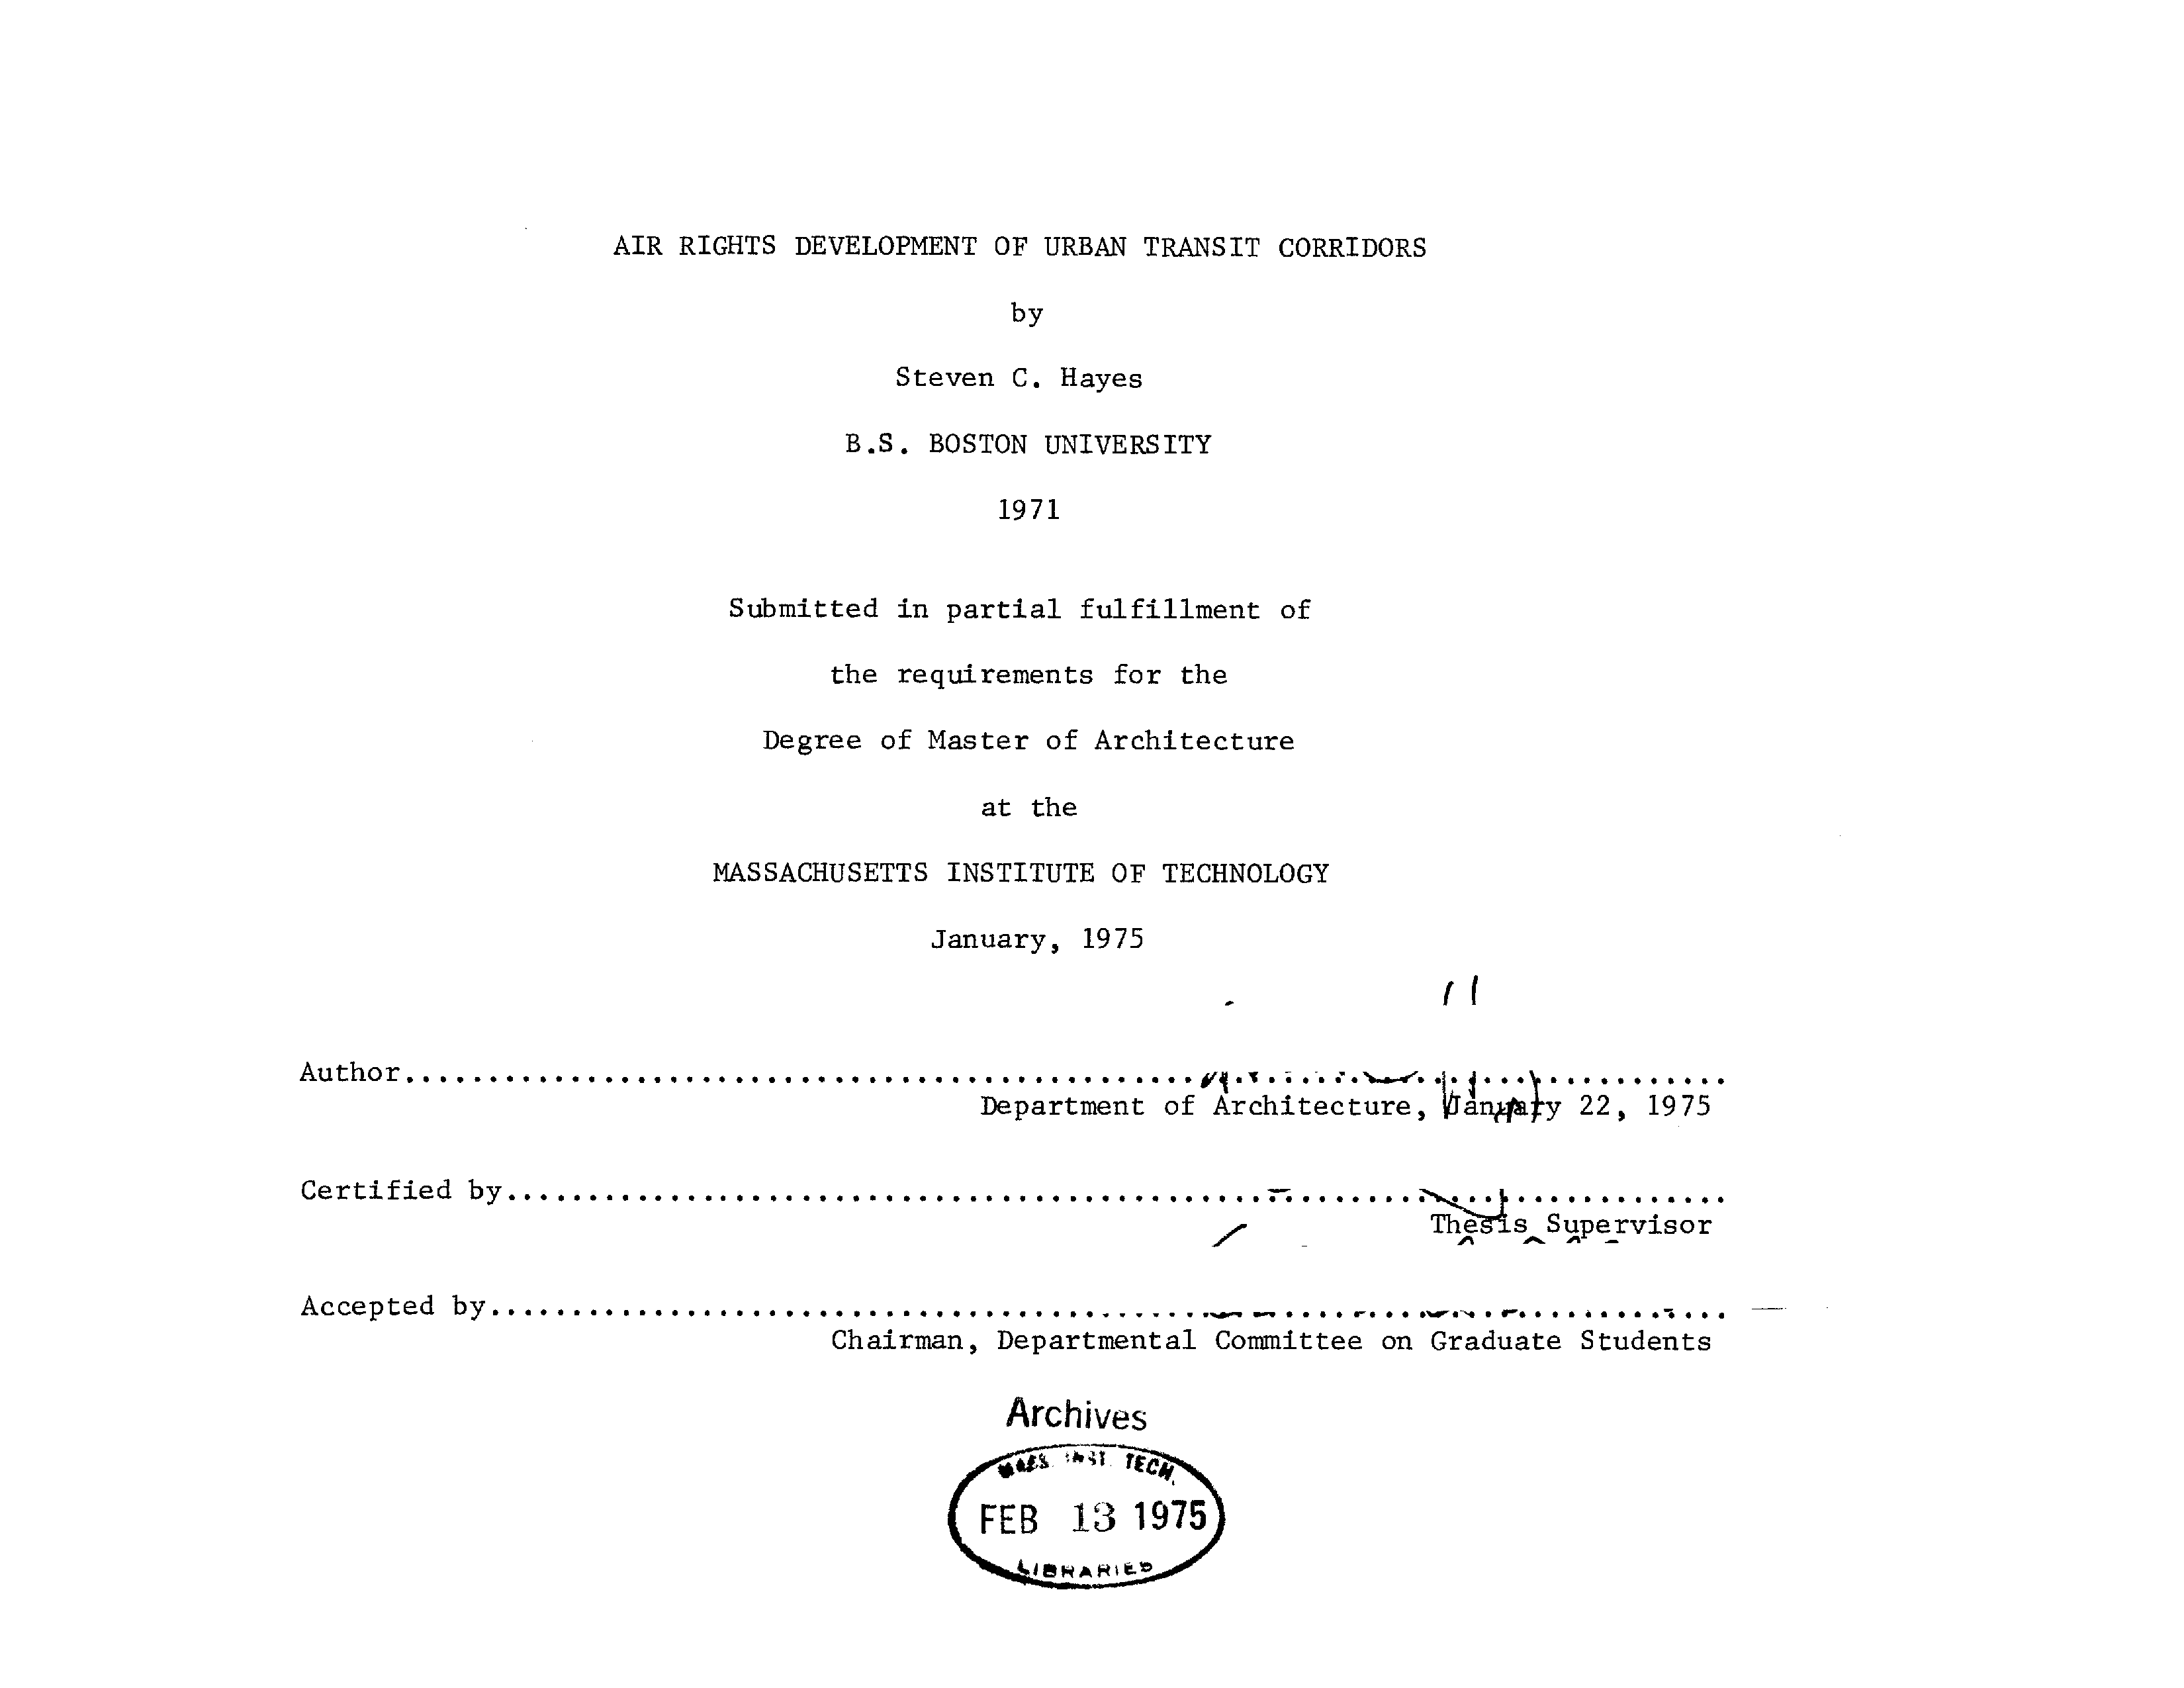 AIR RIGHTS DEVELOPMENT OF URBAN TRANSIT CORRIDORS
by
Steven C. Hayes
B.S. BOSTON UNIVERSITY
1971
Submitted in partial fulfillment of
the requirements for the
Degree of Master of Architecture
at the
MASSACHUSETTS INSTITUTE OF TECHNOLOGY
January, 1975
Author................................................................................
Department of Architecture, January 22, 1975
Certified by..........................................................................
Thesis Supervisor
Accepted by...........................................................................
Chairman, Departmental Committee on Graduate Students
Archives
MASS. INST. TECH.
FEB 13 1975
LIBRARIES